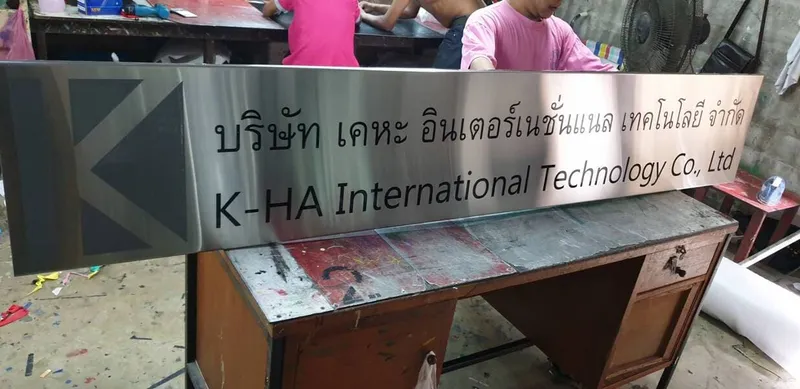 บริษัท เคหะ อินเตอร์เนชั่นแนล เทคโนโลยี จำกัด
K-HA International Technology Co., Ltd